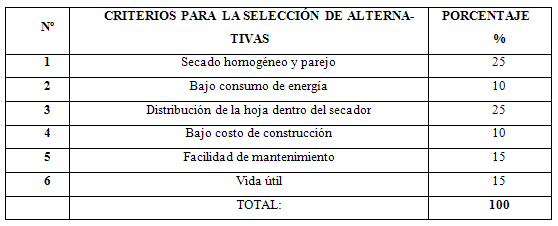 Nº CRITERIOS PARA LA SELECCIÓN DE ALTERNA- PORCENTAJE
TIVAS %
1 Secado homogéneo y parejo 25
2 Bajo consumo de energía 10
3 Distribución de la hoja dentro del secador 25
4 Bajo costo de construcción 10
5 Facilidad de mantenimiento 15
6 Vida útil 15
TOTAL: 100